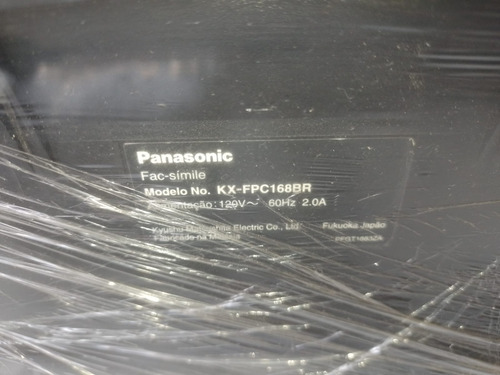 Panasonic
Fac-símile
Modelo No. KX-FPC168BR
Alimentação: 120V~ 60Hz 2.0A
Kyushu Matsushita Electric Co., Ltd. Fukuoka Japão
Fabricado na